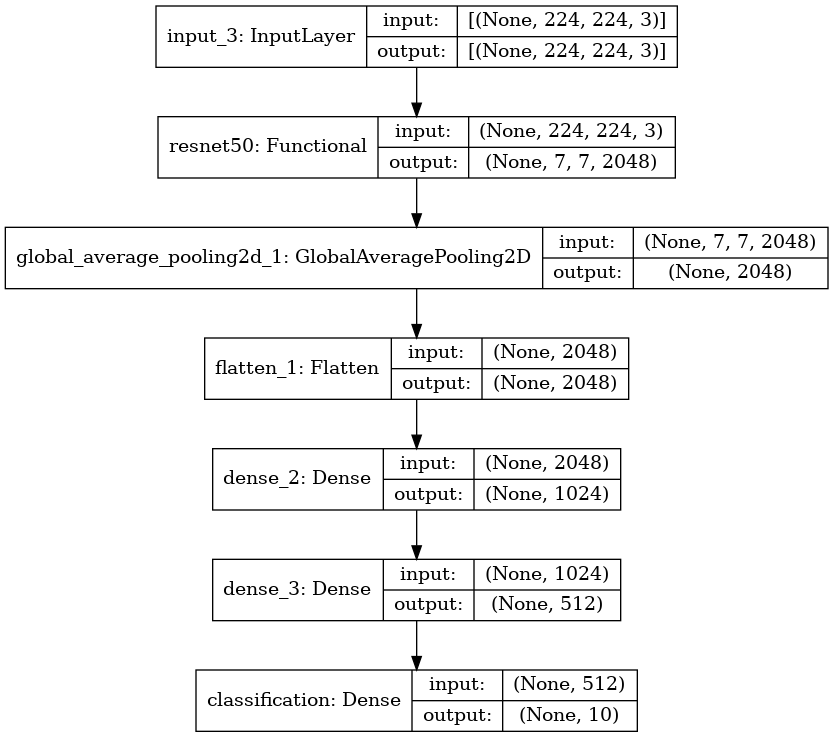 input_3: InputLayer
input: [(None, 224, 224, 3)]
output: [(None, 224, 224, 3)]
resnet50: Functional
input: (None, 224, 224, 3)
output: (None, 7, 7, 2048)
global_average_pooling2d_1: GlobalAveragePooling2D
input: (None, 7, 7, 2048)
output: (None, 2048)
flatten_1: Flatten
input: (None, 2048)
output: (None, 2048)
dense_2: Dense
input: (None, 2048)
output: (None, 1024)
dense_3: Dense
input: (None, 1024)
output: (None, 512)
classification: Dense
input: (None, 512)
output: (None, 10)